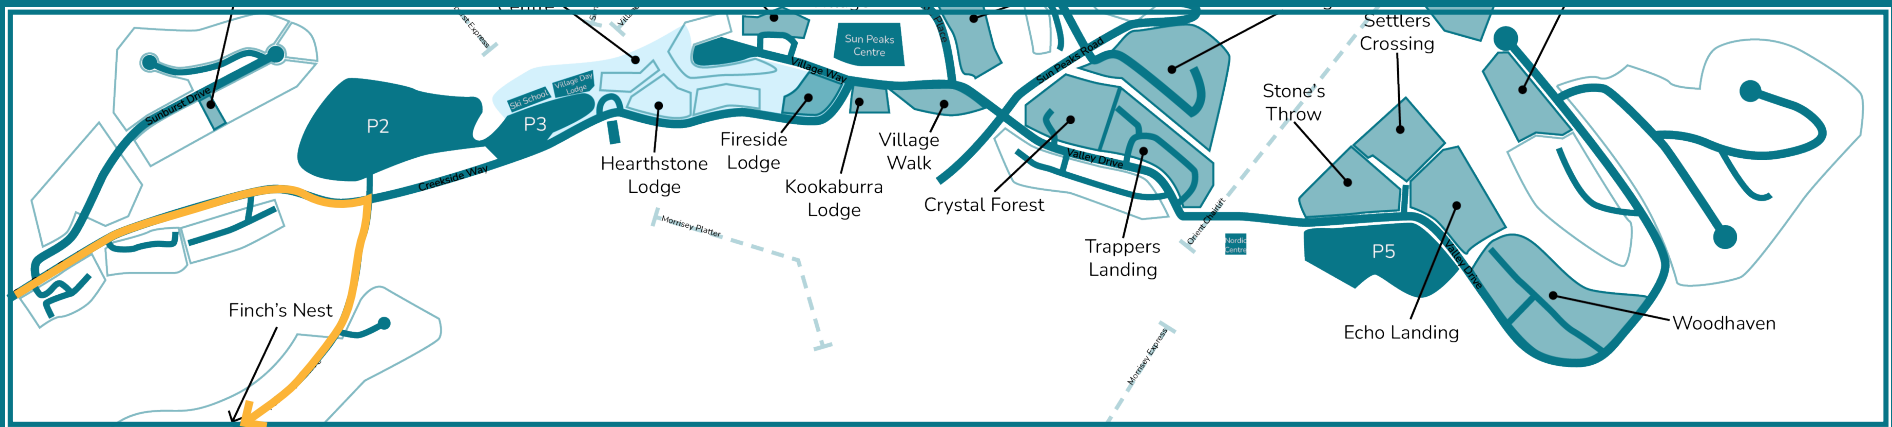 Settlers
Crossing
Sun Peaks
Centre
Village Way
Sun Peaks Road
Village Day
Lodge
Ski School
Sunburst Drive
Stone's
Throw
P2
P3
Fireside
Lodge
Village
Walk
Hearthstone
Lodge
Valley Drive
Creekside Way
Kookaburra
Lodge
Crystal Forest
Morrisey Platter
Orient Chairlift
Nordic
Centre
Trappers
Landing
P5
Valley Drive
Finch's Nest
Echo Landing
Woodhaven
Morrisey Express